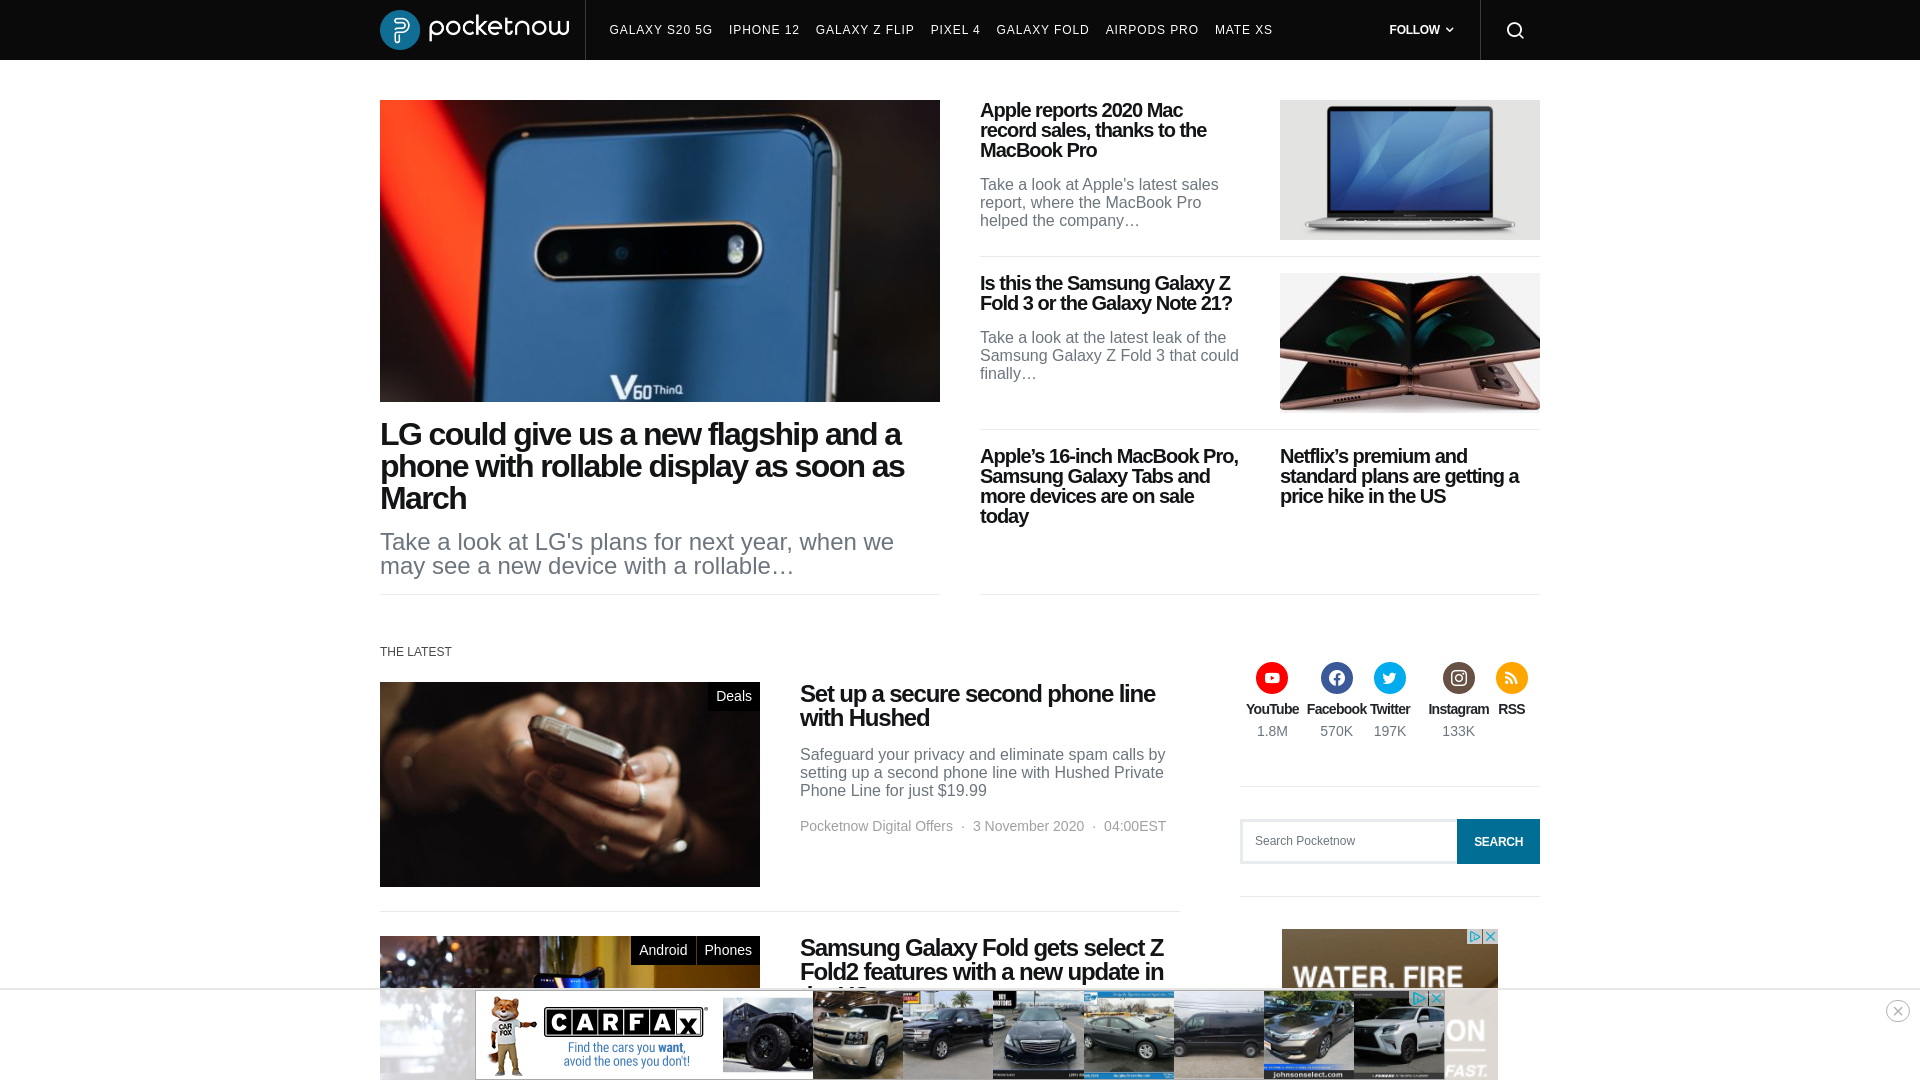 pocketnow
GALAXY S20 5G IPHONE 12 GALAXY Z FLIP PIXEL 4 GALAXY FOLD AIRPODS PRO MATE XS
FOLLOW
V60 ThinQ
LG could give us a new flagship and a
phone with rollable display as soon as
March
Take a look at LG's plans for next year, when we
may see a new device with a rollable…
Apple reports 2020 Mac
record sales, thanks to the
MacBook Pro
Take a look at Apple's latest sales
report, where the MacBook Pro
helped the company…
Is this the Samsung Galaxy Z
Fold 3 or the Galaxy Note 21?
Take a look at the latest leak of the
Samsung Galaxy Z Fold 3 that could
finally…
Apple’s 16-inch MacBook Pro,
Samsung Galaxy Tabs and
more devices are on sale
today
Netflix’s premium and
standard plans are getting a
price hike in the US
THE LATEST
Deals
Set up a secure second phone line
with Hushed
Safeguard your privacy and eliminate spam calls by
setting up a second phone line with Hushed Private
Phone Line for just $19.99
Pocketnow Digital Offers · 3 November 2020 · 04:00EST
Android Phones
Samsung Galaxy Fold gets select Z
Fold2 features with a new update in
YouTube
1.8M
Facebook
570K
Twitter
197K
Instagram
133K
RSS
Search Pocketnow
SEARCH
WATER, FIRE
ON
FAST.
CAR
FOX
CARFAX
Find the cars you want,
avoid the ones you don't!
johnsonselect.com